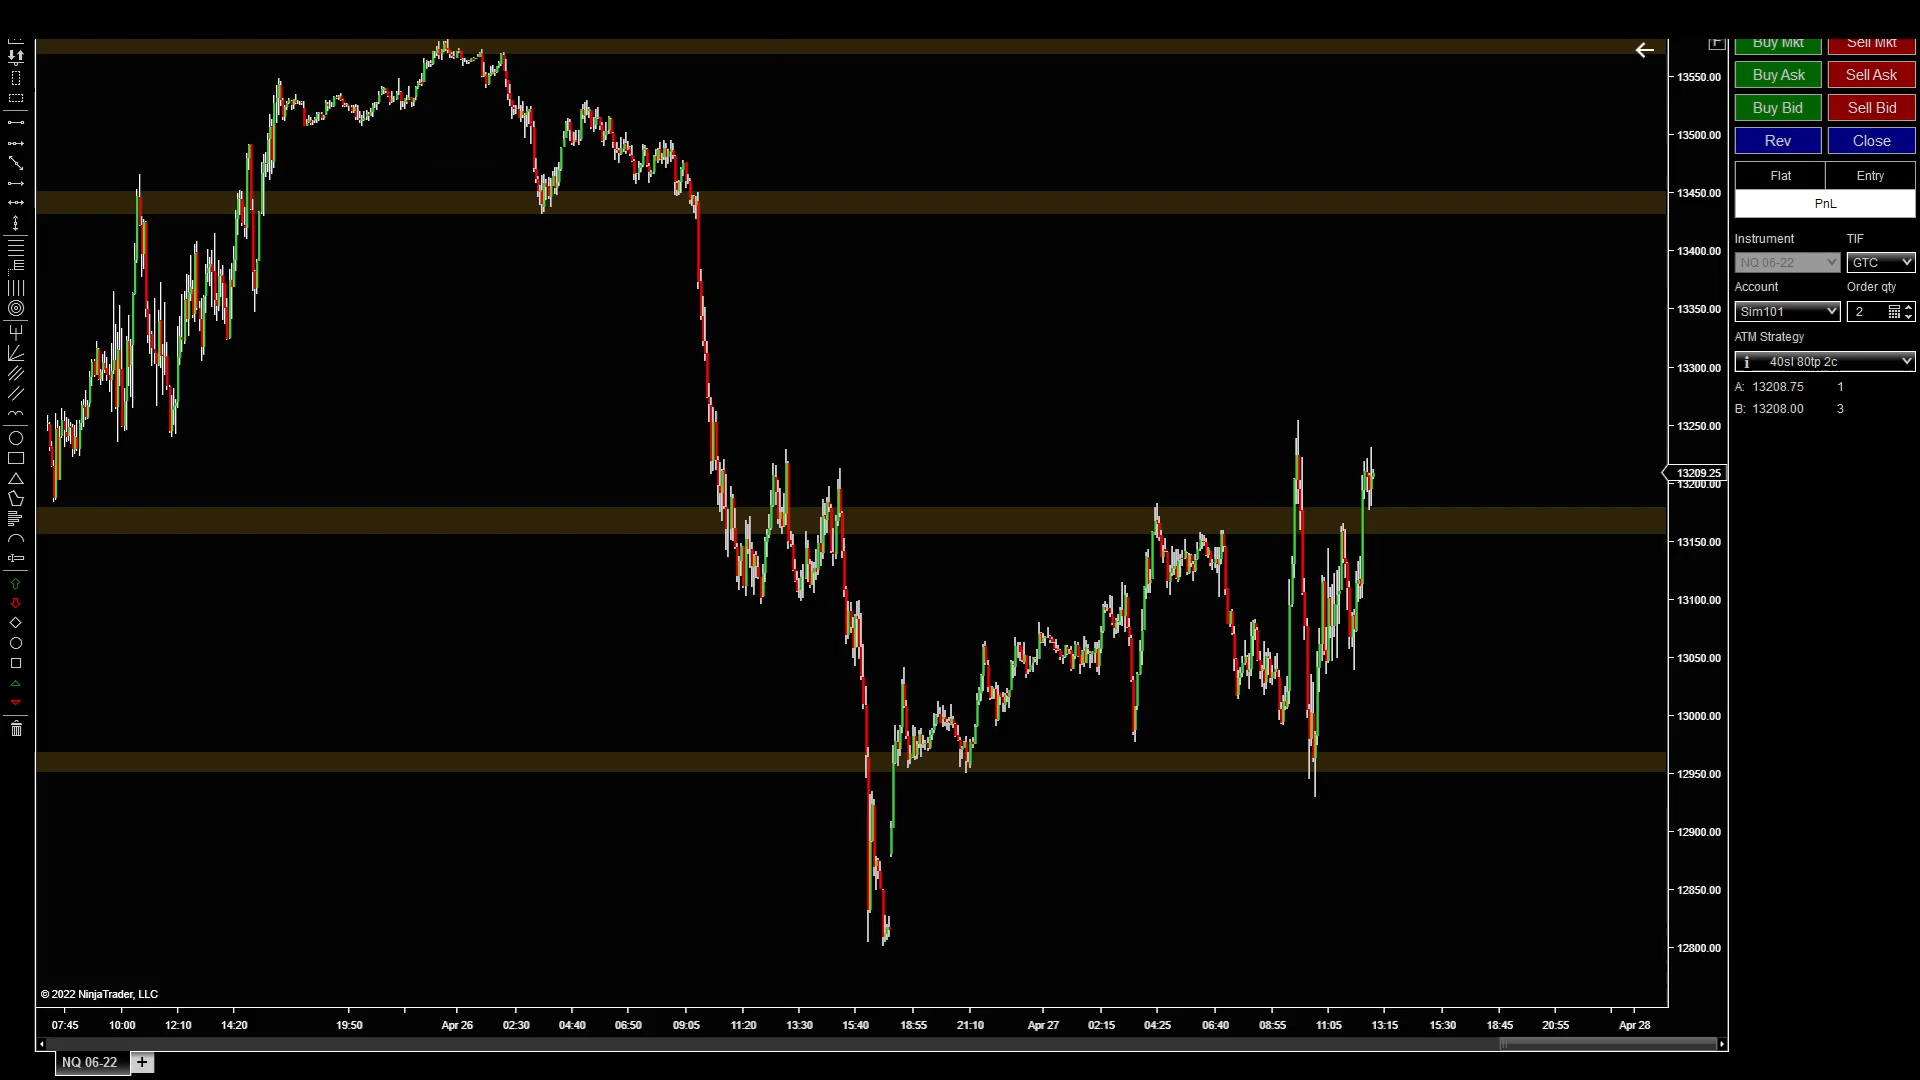 F
Buy Mkt Sell Mkt
13550.00
Buy Ask Sell Ask
Buy Bid Sell Bid
13500.00
Rev Close
Flat Entry
13450.00
PnL
Instrument TIF
13400.00
NQ 06-22 GTC
Account Order qty
13350.00
Sim101 2
ATM Strategy
13300.00
i 40sl 80tp 2c
A: 13208.75 1
B: 13208.00 3
13250.00
13209.25
13200.00
13150.00
13100.00
13050.00
13000.00
12950.00
12900.00
12850.00
12800.00
© 2022 NinjaTrader, LLC
07:45 10:00 12:10 14:20 19:50 Apr 26 02:30 04:40 06:50 09:05 11:20 13:30 15:40 18:55 21:10 Apr 27 02:15 04:25 06:40 08:55 11:05 13:15 15:30 18:45 20:55 Apr 28
NQ 06-22 +